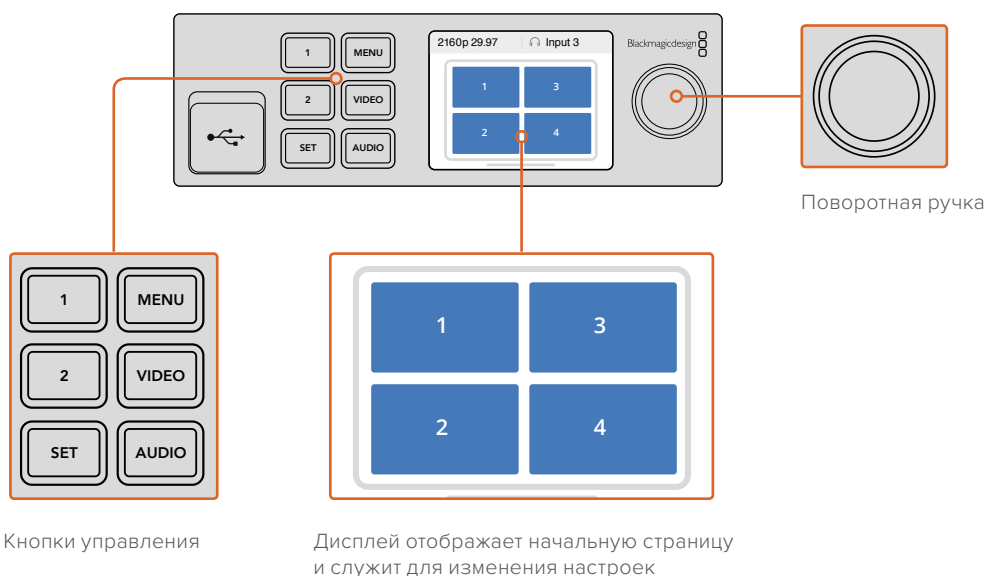 1 MENU
2 VIDEO
SET AUDIO
2160p 29.97 Input 3
1 3
2 4
Blackmagicdesign
Поворотная ручка
1 MENU
2 VIDEO
SET AUDIO
Кнопки управления
1 3
2 4
Дисплей отображает начальную страницу
и служит для изменения настроек